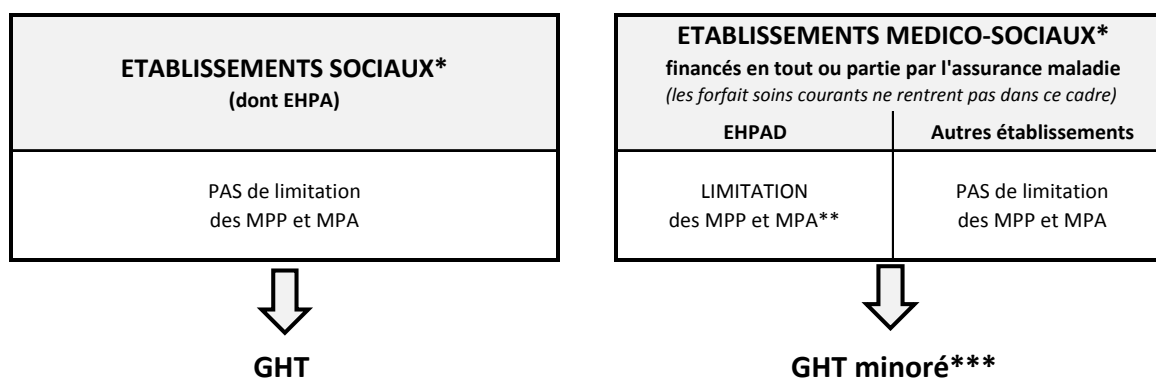 ETABLISSEMENTS SOCIAUX*
(dont EHPA)
PAS de limitation
des MPP et MPA
GHT
ETABLISSEMENTS MEDICO-SOCIAUX*
financés en tout ou partie par l'assurance maladie
(les forfait soins courants ne rentrent pas dans ce cadre)
EHPAD
LIMITATION
des MPP et MPA**
Autres établissements
PAS de limitation
des MPP et MPA
GHT minoré***